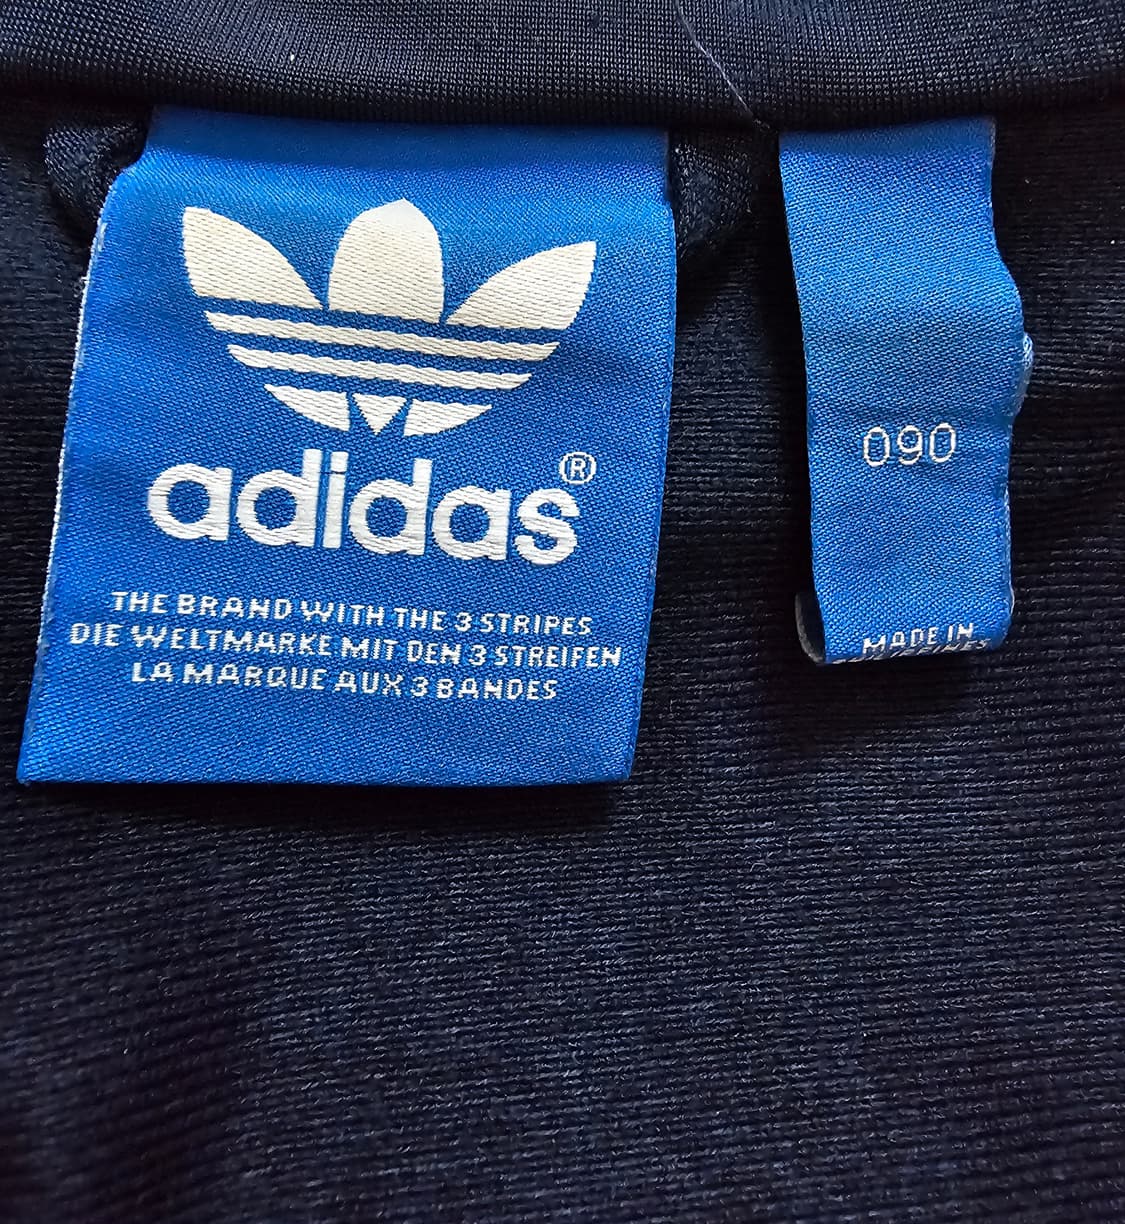 adidas®
THE BRAND WITH THE 3 STRIPES
DIE WELTMARKE MIT DEN 3 STREIFEN
LA MARQUE AUX 3 BANDES
090
MADE IN